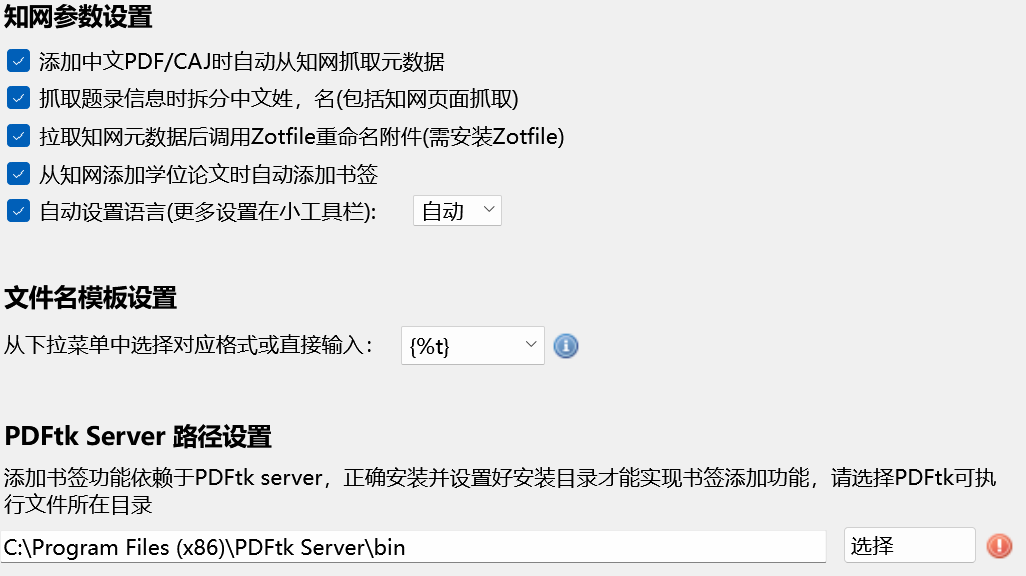 知网参数设置
添加中文PDF/CAJ时自动从知网抓取元数据
抓取题录信息时拆分中文姓，名(包括知网页面抓取)
拉取知网元数据后调用Zotfile重命名附件(需安装Zotfile)
从知网添加学位论文时自动添加书签
自动设置语言(更多设置在小工具栏): 自动
文件名模板设置
从下拉菜单中选择对应格式或直接输入： {%t}
PDFtk Server 路径设置
添加书签功能依赖于PDFtk server，正确安装并设置好安装目录才能实现书签添加功能，请选择PDFtk可执
行文件所在目录
C:\Program Files (x86)\PDFtk Server\bin 选择